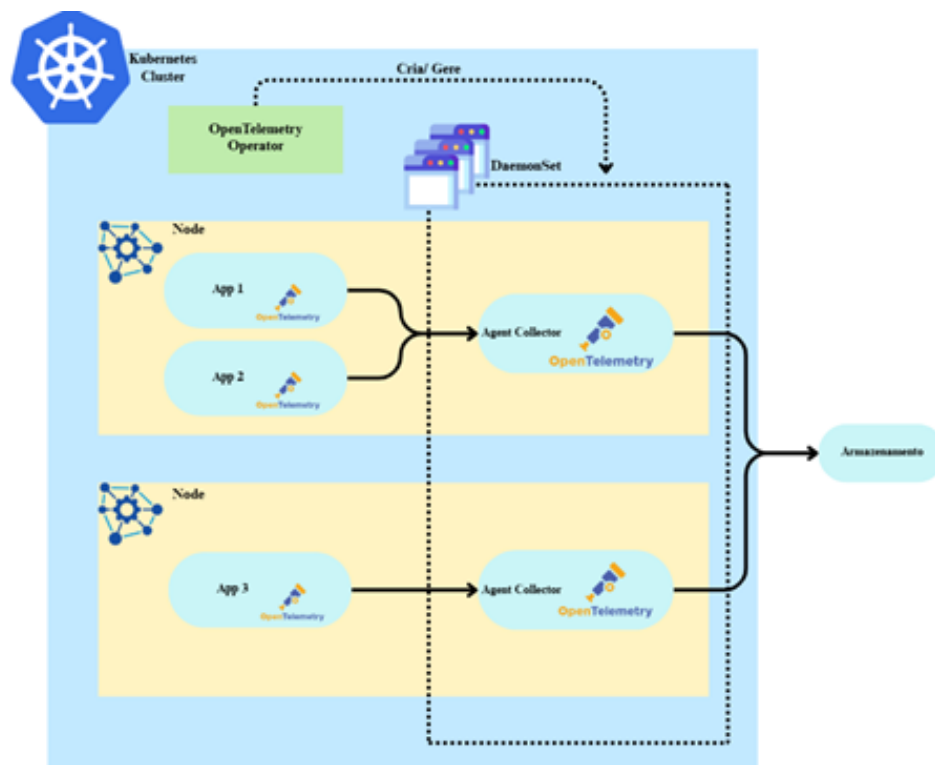 Kubernetes
Cluster
Cria/ Gere
OpenTelemetry
Operator
DaemonSet
Node
App 1
OpenTelemetry
App 2
OpenTelemetry
Agent Collector
OpenTelemetry
Armazenamento
Node
App 3
OpenTelemetry
Agent Collector
OpenTelemetry